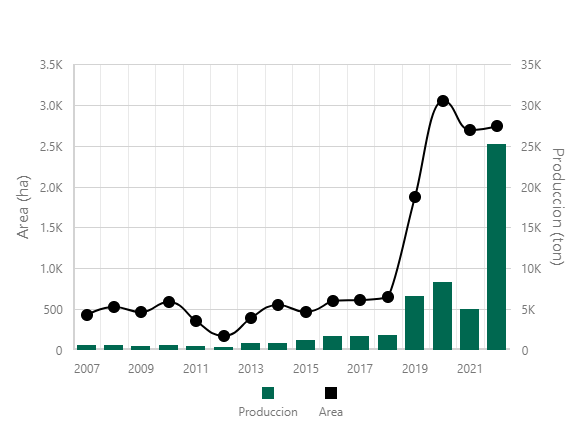 3.5K 35K
3.0K 30K
2.5K 25K
2.0K 20K
1.5K 15K
1.0K 10K
500 5K
0 0
Area (ha)
Produccion (ton)
2007 2009 2011 2013 2015 2017 2019 2021
Produccion Area